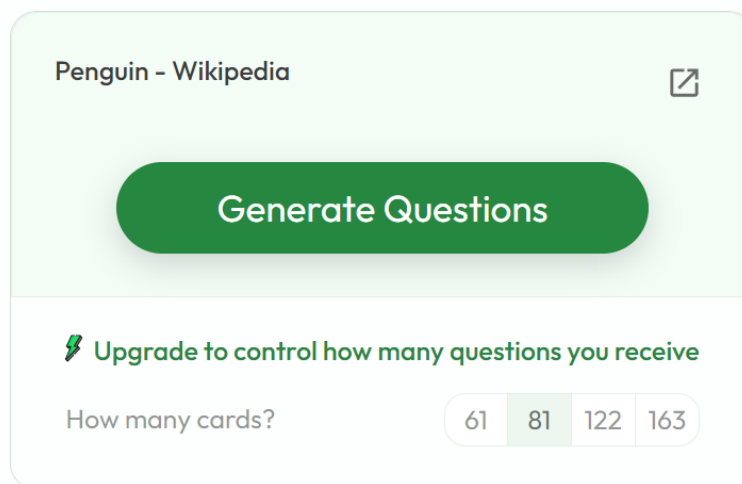 Penguin - Wikipedia
Generate Questions
Upgrade to control how many questions you receive
How many cards? 61 81 122 163